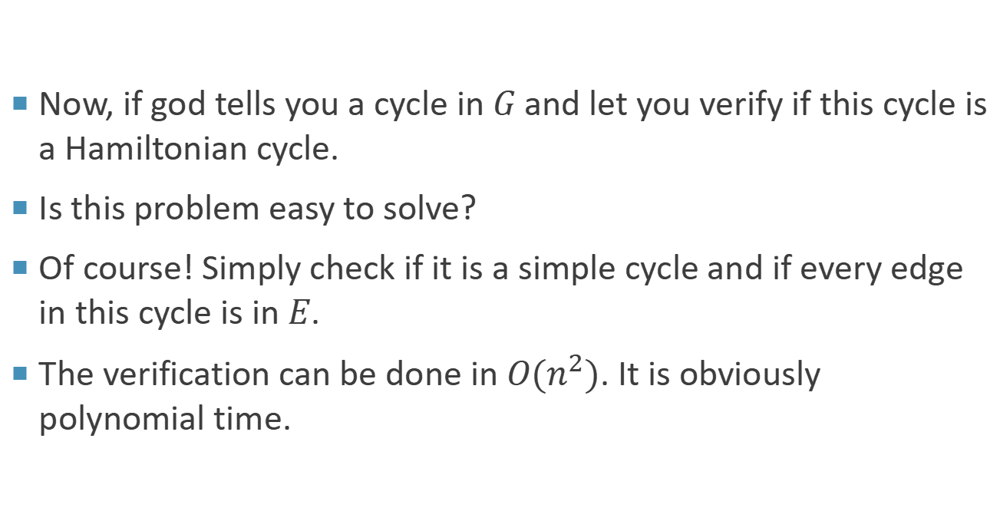 ▪ Now, if god tells you a cycle in G and let you verify if this cycle is
a Hamiltonian cycle.
▪ Is this problem easy to solve?
▪ Of course! Simply check if it is a simple cycle and if every edge
in this cycle is in E.
▪ The verification can be done in O(n²). It is obviously
polynomial time.